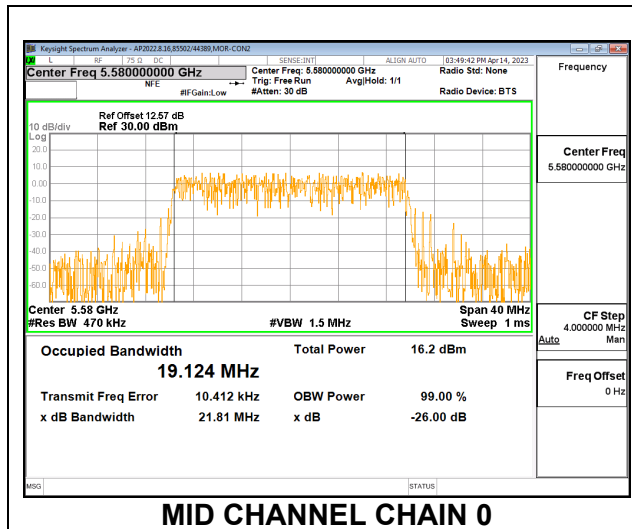 Keysight Spectrum Analyzer - AP2022.8.16,85502/44389,MOR-CON2
L RF 75 Ω DC SENSE:INT ALIGN AUTO 03:49:42 PM Apr 14, 2023
Center Freq 5.580000000 GHz
NFE
#IFGain:Low
Center Freq: 5.580000000 GHz
Trig: Free Run Avg|Hold: 1/1
#Atten: 30 dB
Radio Std: None
Radio Device: BTS
Ref Offset 12.57 dB
10 dB/div Ref 30.00 dBm
Log
20.0
10.0
0.00
-10.0
-20.0
-30.0
-40.0
-50.0
-60.0
Center 5.58 GHz Span 40 MHz
#Res BW 470 kHz #VBW 1.5 MHz Sweep 1 ms
Occupied Bandwidth Total Power 16.2 dBm
19.124 MHz
Transmit Freq Error 10.412 kHz OBW Power 99.00 %
x dB Bandwidth 21.81 MHz x dB -26.00 dB
MSG STATUS
Frequency
Center Freq
5.580000000 GHz
CF Step
4.000000 MHz
Auto Man
Freq Offset
0 Hz
MID CHANNEL CHAIN 0